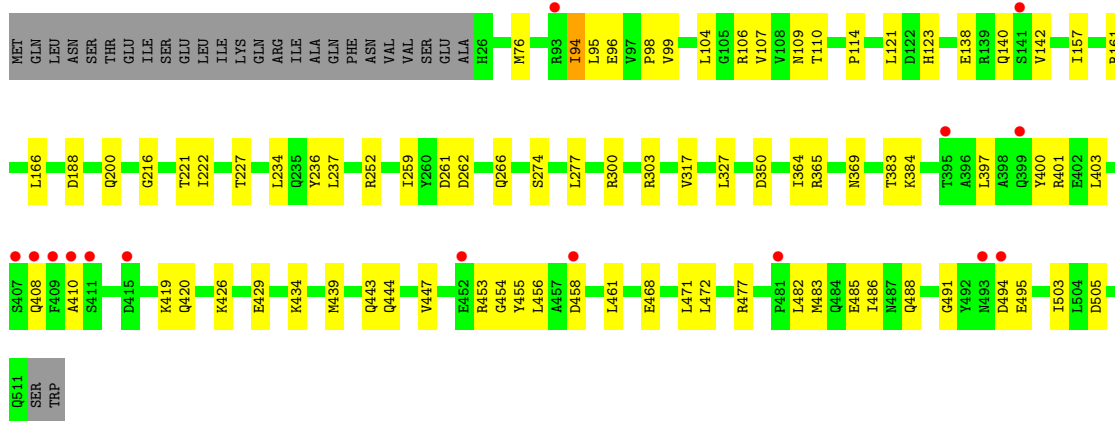 MET GLN LEU ASN SER THR GLU ILE SER GLU LEU ILE LYS GLN ARG ILE ALA GLN PHE ASN VAL VAL SER GLU ALA H26 M76 R93 I94 L95 E96 V97 P98 V99 L104 G105 R106 V107 V108 N109 T110 P114 L121 D122 H123 E138 R139 Q140 S141 V142 I157
L166 D188 Q200 G216 T221 I222 T227 L234 Q235 Y236 L237 R252 I259 Y260 D261 D262 Q266 S274 L277 R300 R303 V317 L327 D350 I364 R365 N369 T383 K384 T395 A396 L397 A398 Q399 Y400 R401 E402 L403
S407 Q408 F409 A410 S411 D415 K419 Q420 K426 E429 K434 M439 Q443 Q444 V447 E452 R453 G454 Y455 L456 A457 D458 L461 E468 L471 L472 R477 P481 L482 M483 Q484 E485 I486 N487 Q488 G491 Y492 N493 D494 E495 I503 L504 D505
Q511 SER TRP